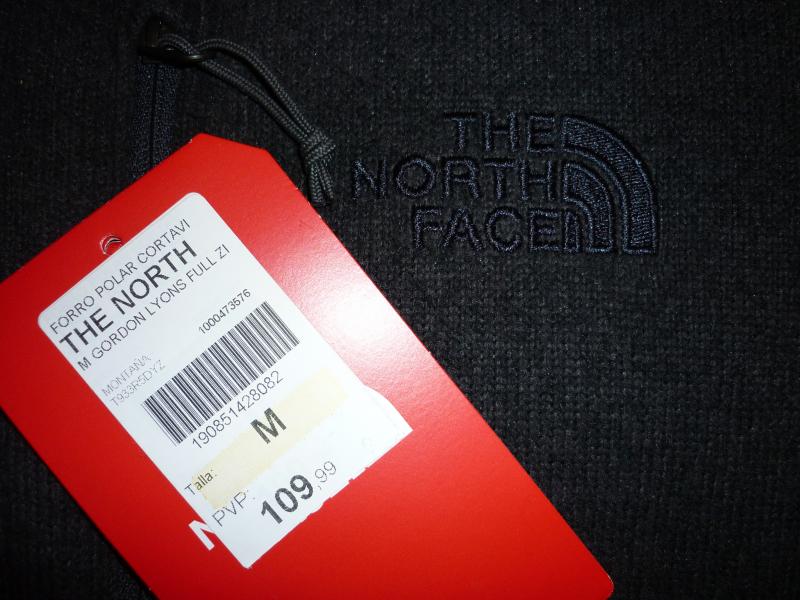 THE
NORTH
FACE
FORRO POLAR CORTAVI
THE NORTH
M GORDON LYONS FULL ZI
MONTAÑA
1000473576
T933R5DYZ
190851428082
Talla: M
PVP: 109,99
N